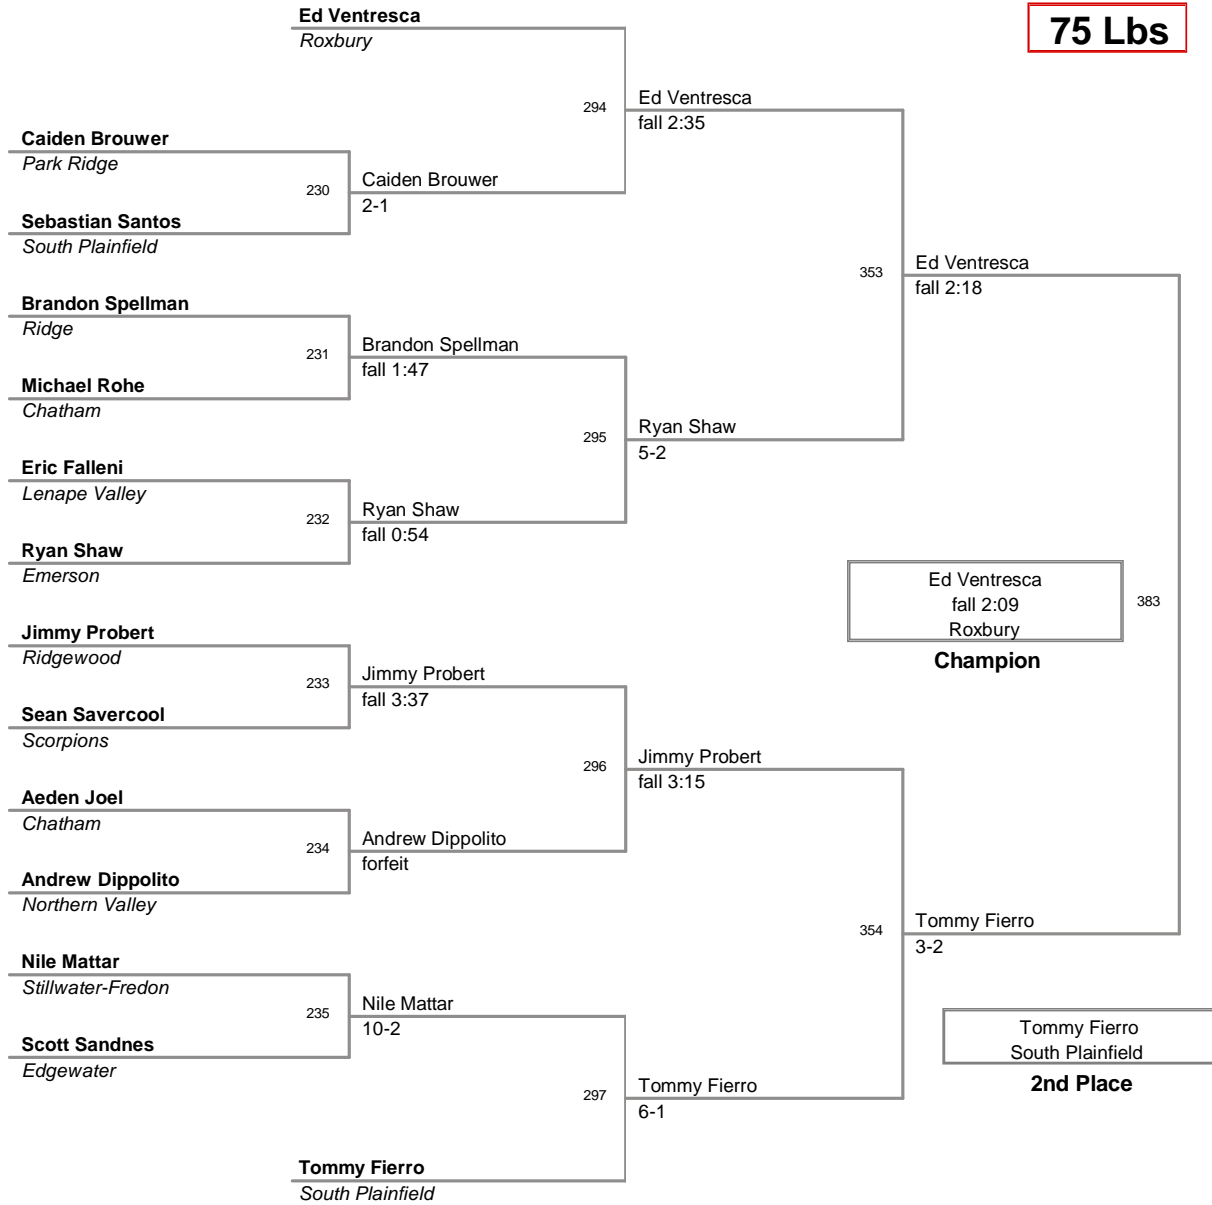 Ed Ventresca
Roxbury
75 Lbs
294
Ed Ventresca
fall 2:35
Caiden Brouwer
Park Ridge
230
Caiden Brouwer
2-1
Sebastian Santos
South Plainfield
353
Ed Ventresca
fall 2:18
Brandon Spellman
Ridge
231
Brandon Spellman
fall 1:47
Michael Rohe
Chatham
295
Ryan Shaw
5-2
Eric Falleni
Lenape Valley
232
Ryan Shaw
fall 0:54
Ryan Shaw
Emerson
Ed Ventresca
fall 2:09
Roxbury
383
Champion
Jimmy Probert
Ridgewood
233
Jimmy Probert
fall 3:37
Sean Savercool
Scorpions
296
Jimmy Probert
fall 3:15
Aeden Joel
Chatham
234
Andrew Dippolito
forfeit
Andrew Dippolito
Northern Valley
354
Tommy Fierro
3-2
Nile Mattar
Stillwater-Fredon
235
Nile Mattar
10-2
Scott Sandnes
Edgewater
Tommy Fierro
South Plainfield
2nd Place
297
Tommy Fierro
6-1
Tommy Fierro
South Plainfield